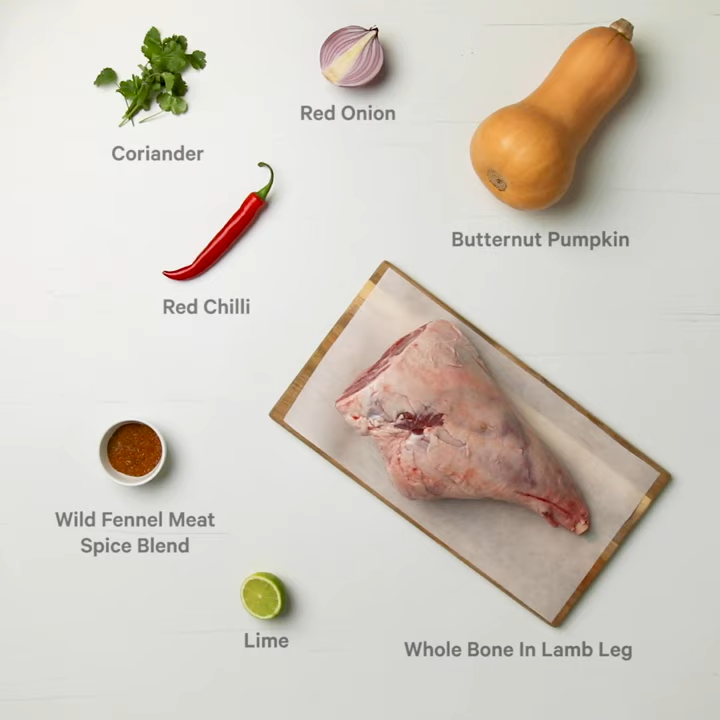 Red Onion
Coriander
Butternut Pumpkin
Red Chilli
Wild Fennel Meat
Spice Blend
Lime
Whole Bone In Lamb Leg